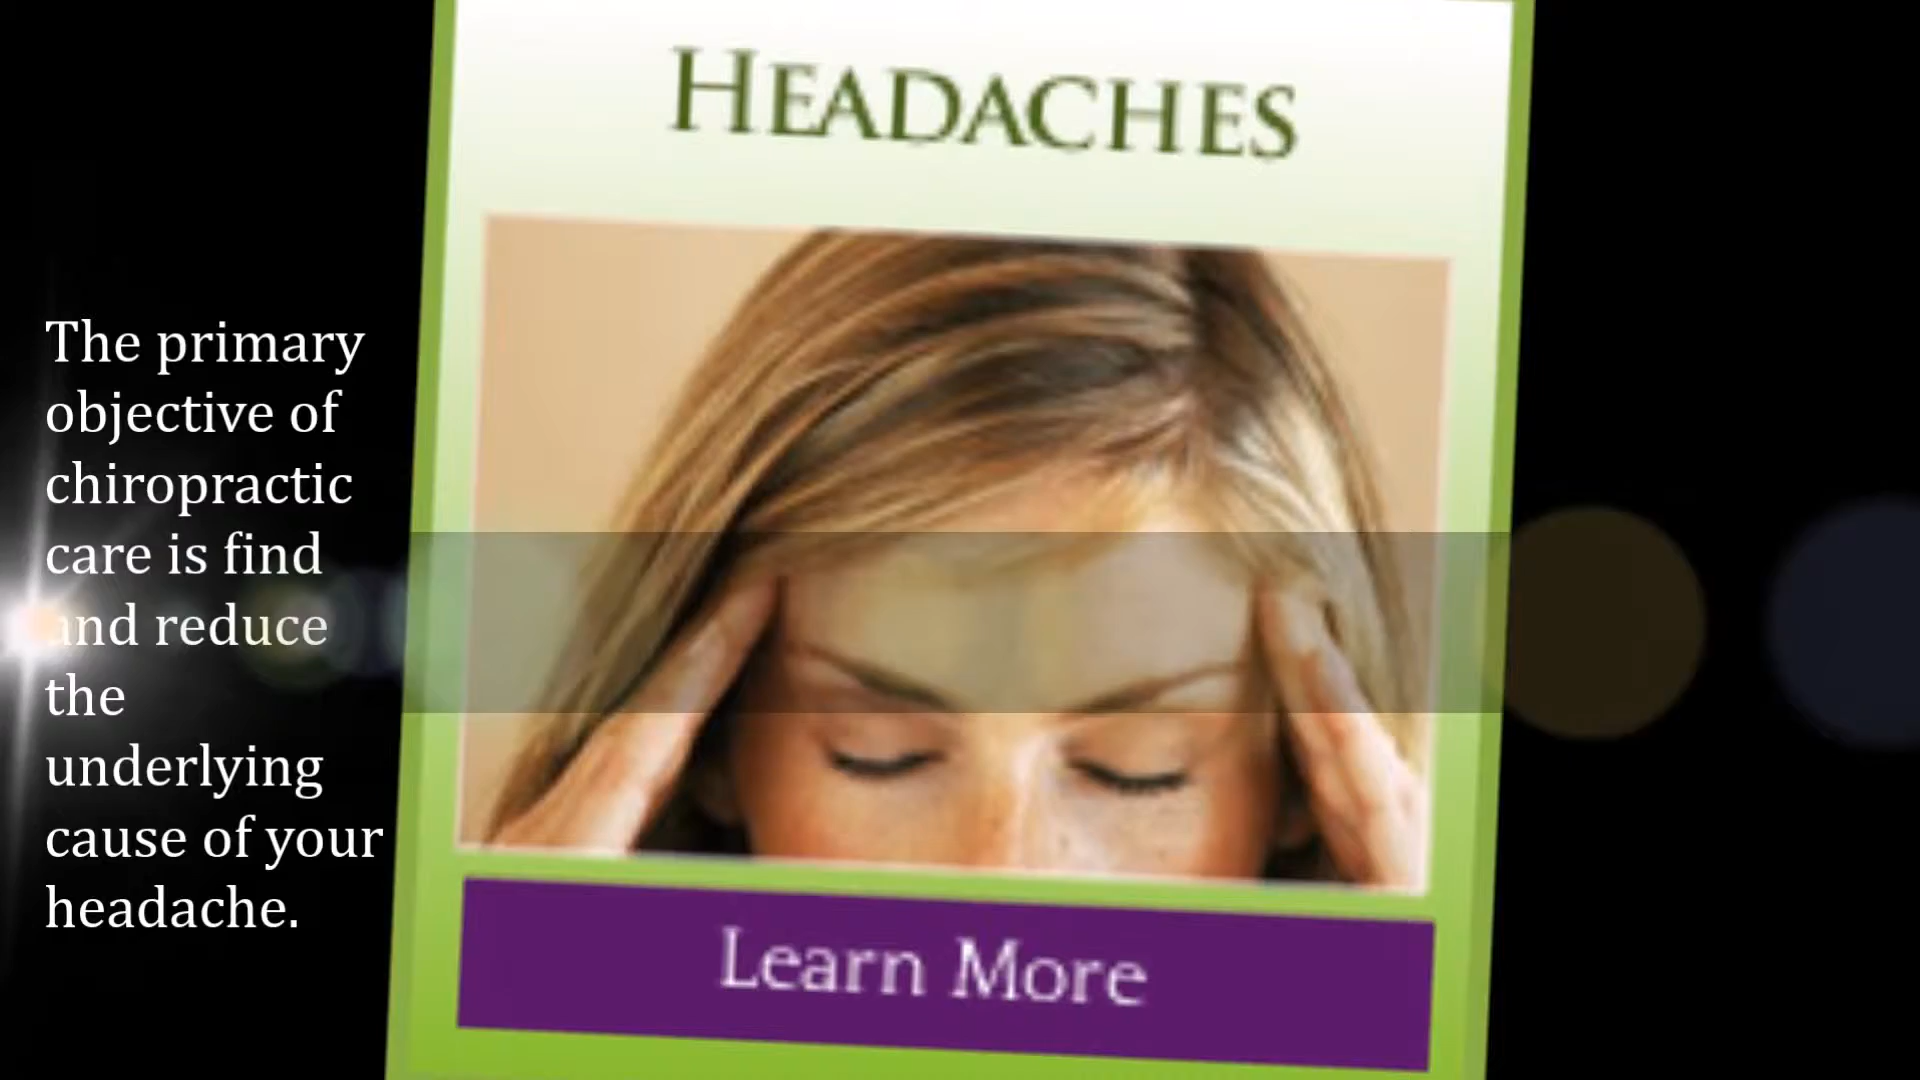 HEADACHES
The primary
objective of
chiropractic
care is find
and reduce
the
underlying
cause of your
headache.
Learn More